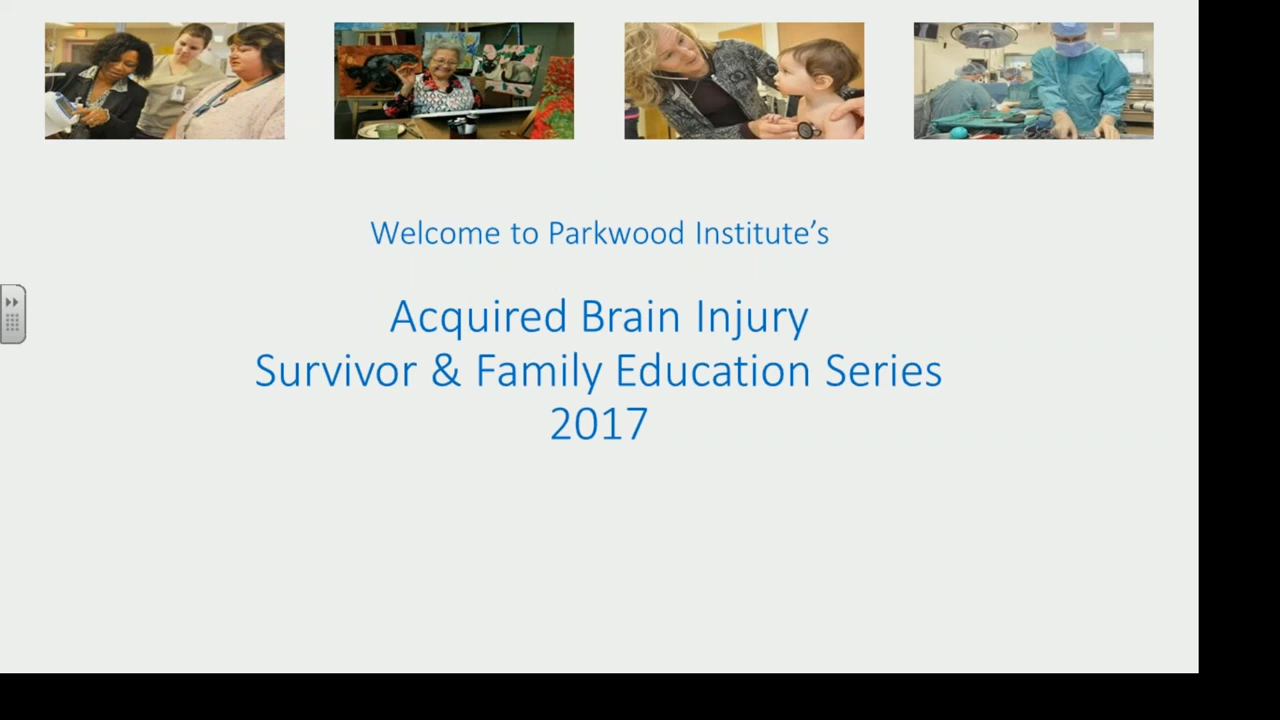 Welcome to Parkwood Institute’s
Acquired Brain Injury
Survivor & Family Education Series
2017